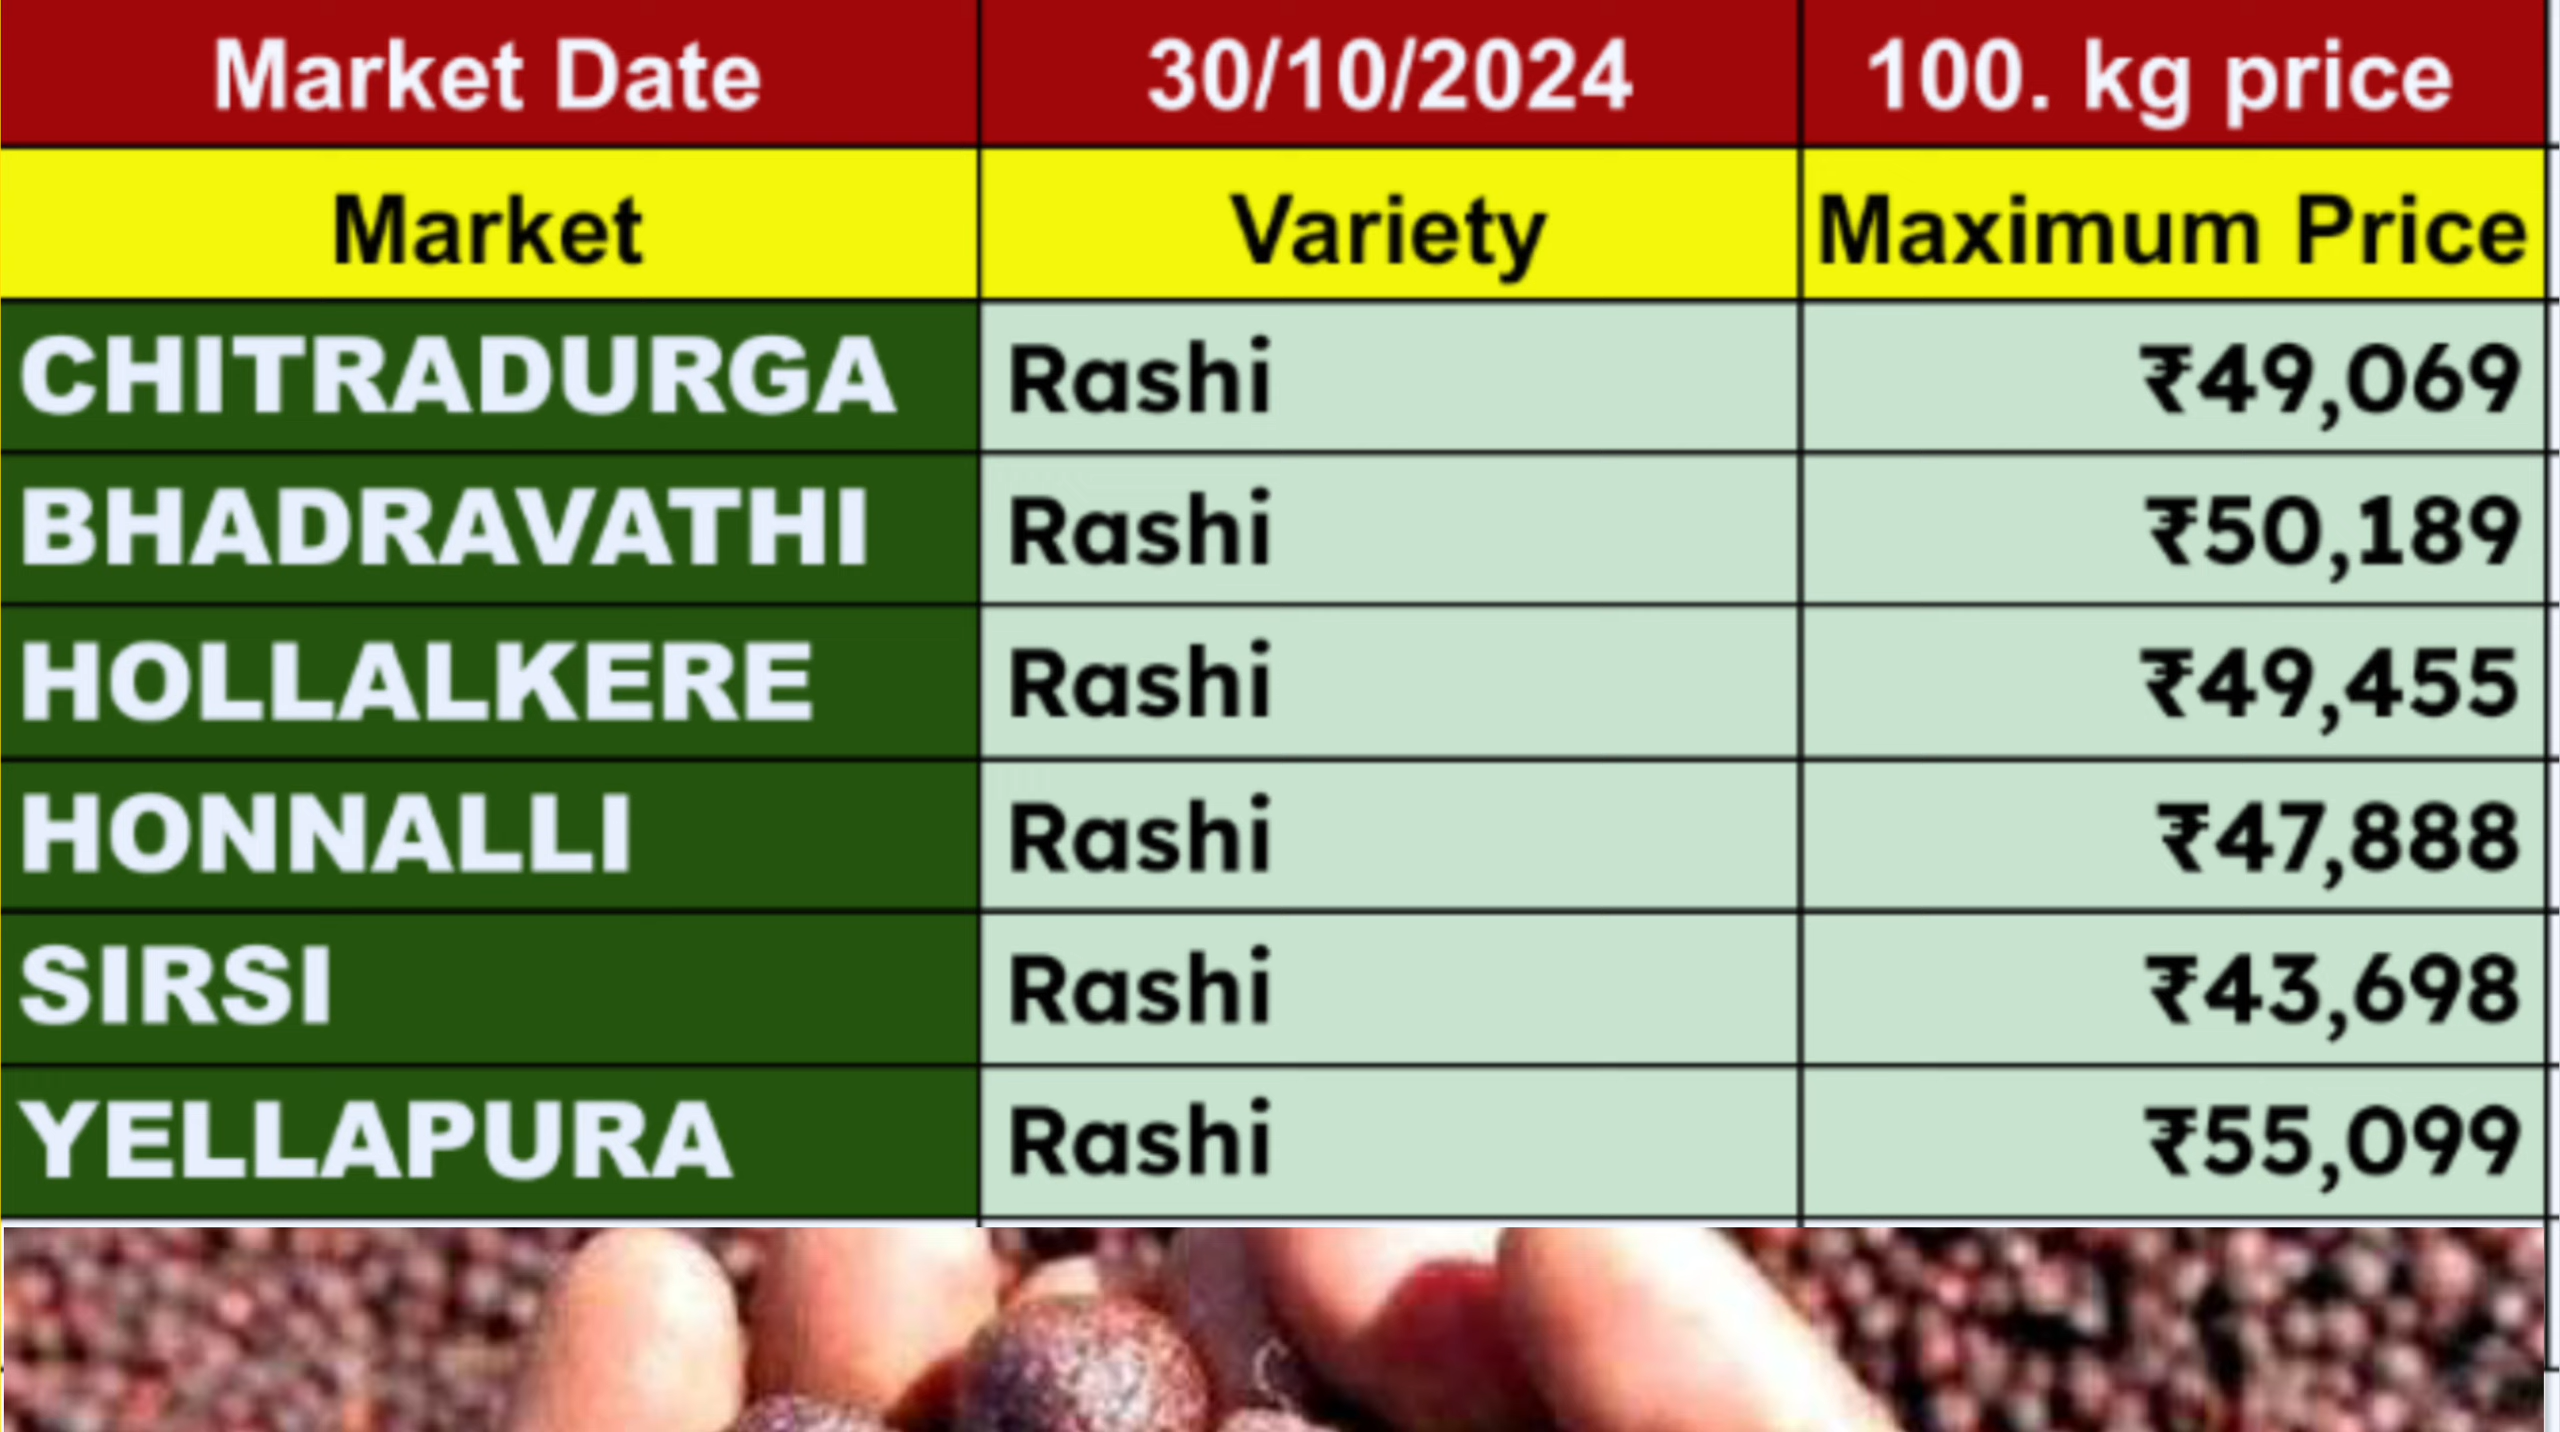 Market Date 30/10/2024 100. kg price
Market Variety Maximum Price
CHITRADURGA Rashi ₹49,069
BHADRAVATHI Rashi ₹50,189
HOLLALKERE Rashi ₹49,455
HONNALLI Rashi ₹47,888
SIRSI Rashi ₹43,698
YELLAPURA Rashi ₹55,099